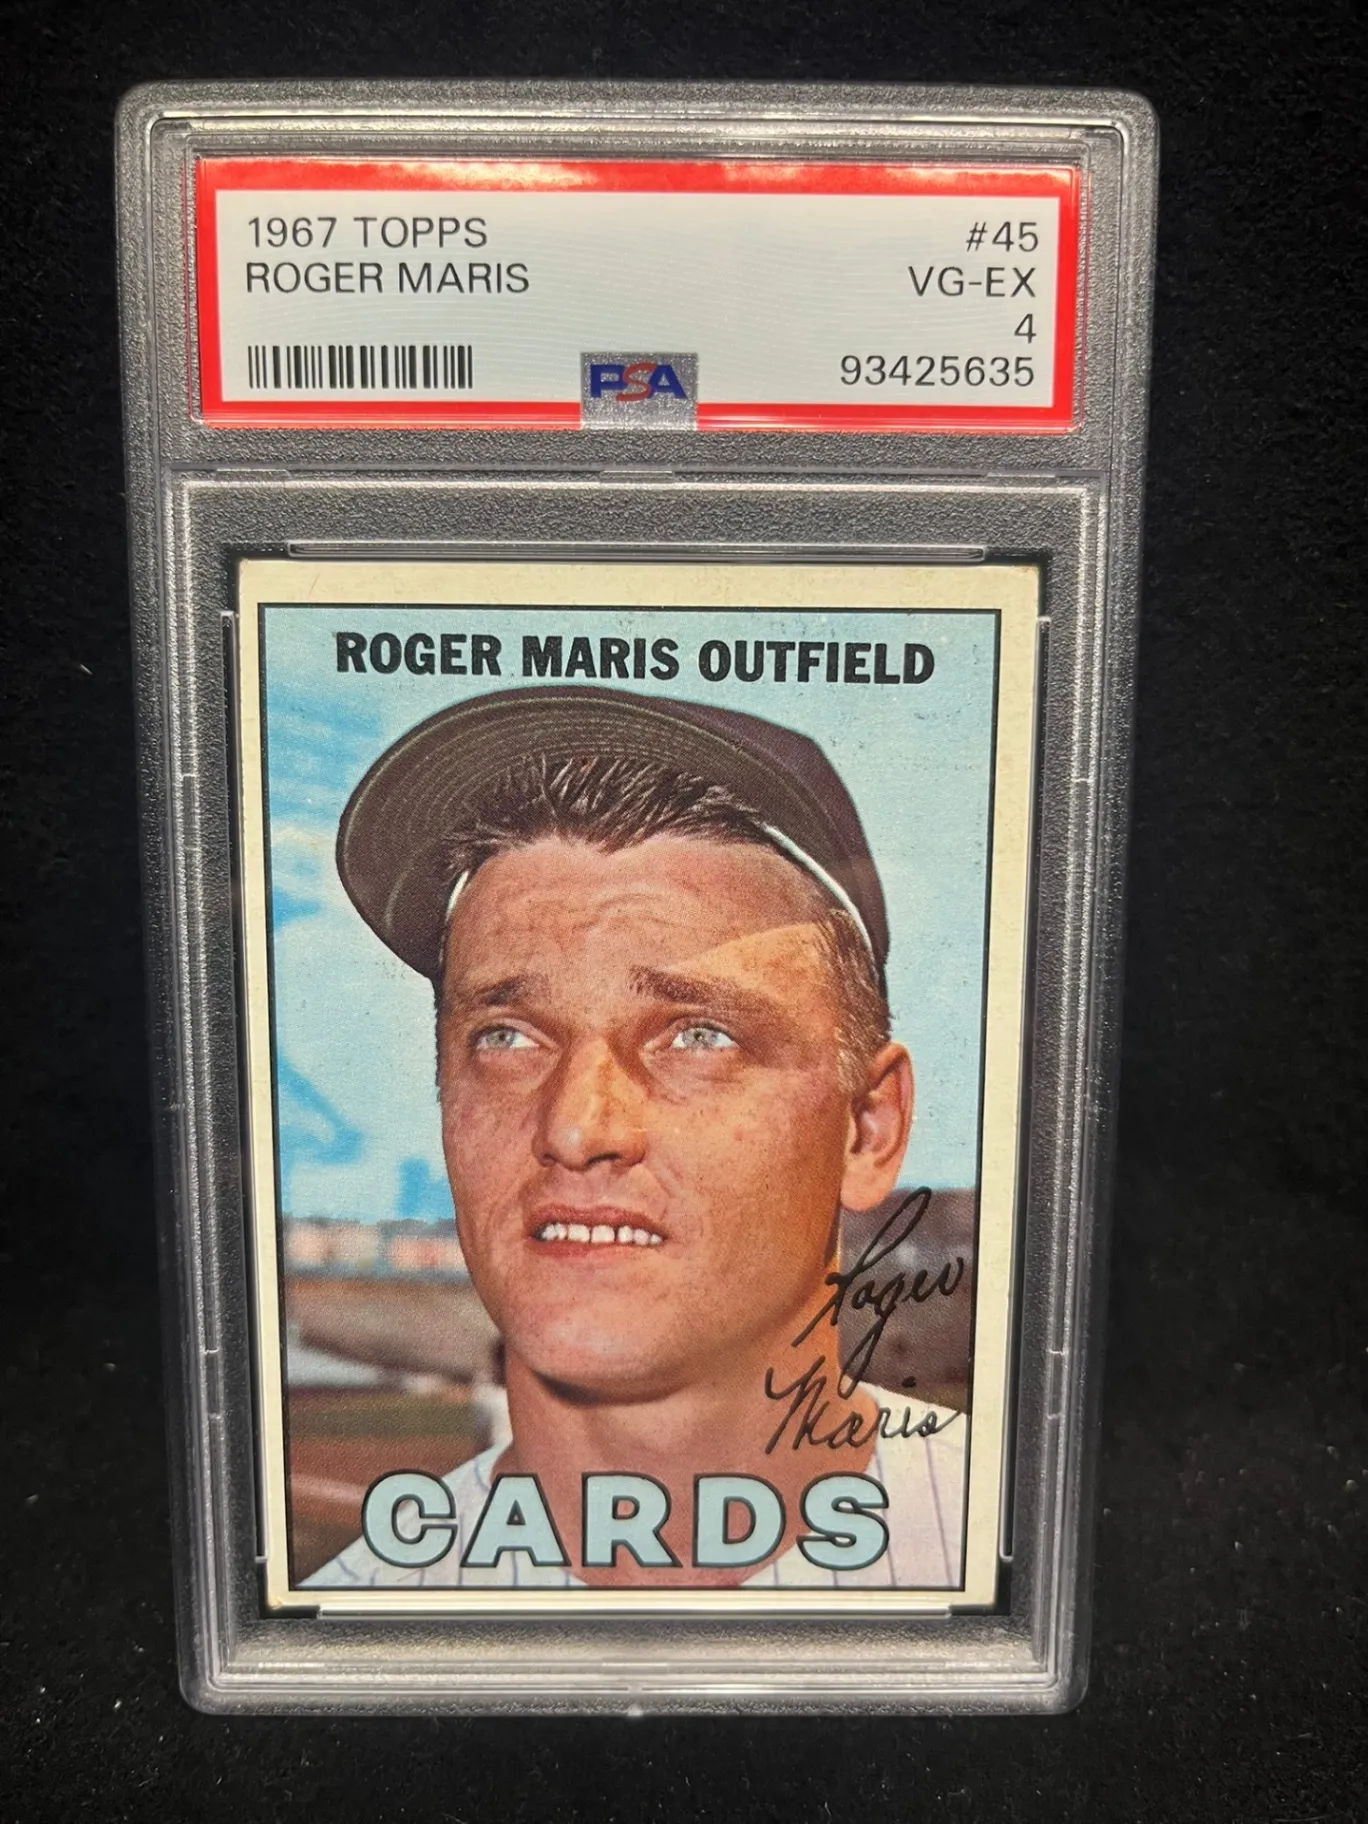 1967 TOPPS #45
ROGER MARIS VG-EX
4
PSA 93425635
ROGER MARIS OUTFIELD
Roger
Maris
CARDS